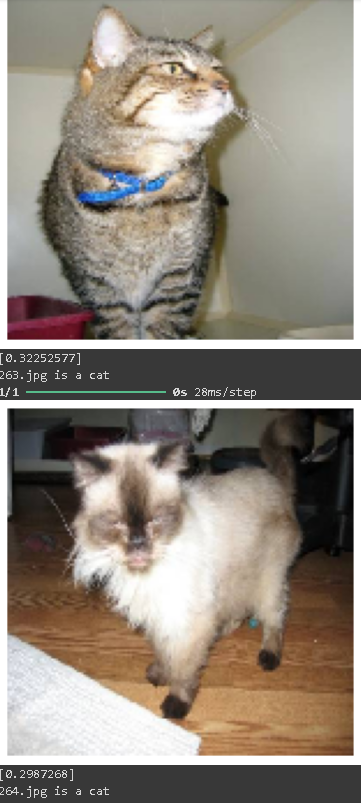 [0.32252577]
263.jpg is a cat
1/1 0s 28ms/step
[0.2987268]
264.jpg is a cat